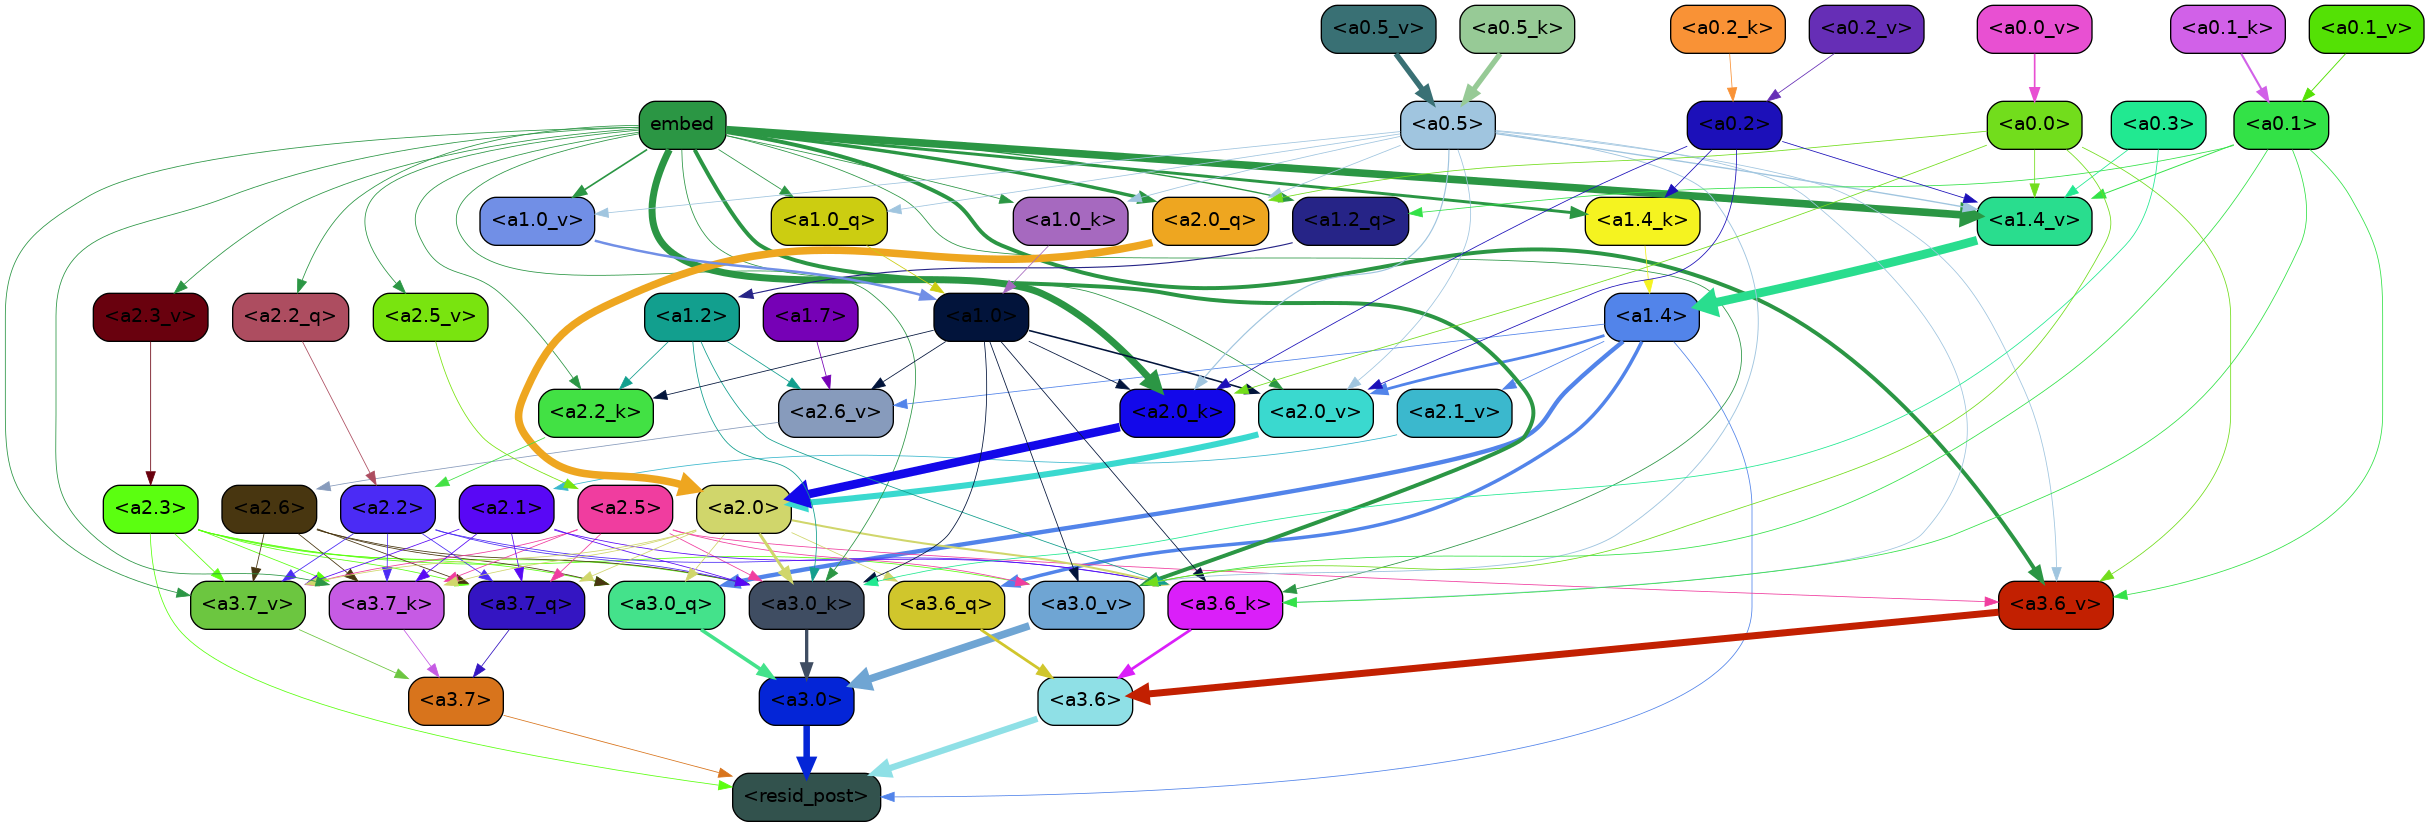 <a0.5_v> <a0.5_k> <a0.2_k> <a0.2_v> <a0.0_v> <a0.1_k> <a0.1_v>
embed <a0.5> <a0.2> <a0.0> <a0.3> <a0.1>
<a1.0_v> <a1.0_q> <a1.0_k> <a2.0_q> <a1.2_q> <a1.4_k> <a1.4_v>
<a2.3_v> <a2.2_q> <a2.5_v> <a1.2> <a1.7> <a1.0> <a1.4>
<a2.2_k> <a2.6_v> <a2.0_k> <a2.0_v> <a2.1_v>
<a2.3> <a2.6> <a2.2> <a2.1> <a2.5> <a2.0>
<a3.7_v> <a3.7_k> <a3.7_q> <a3.0_q> <a3.0_k> <a3.6_q> <a3.0_v> <a3.6_k> <a3.6_v>
<a3.7> <a3.0> <a3.6>
<resid_post>